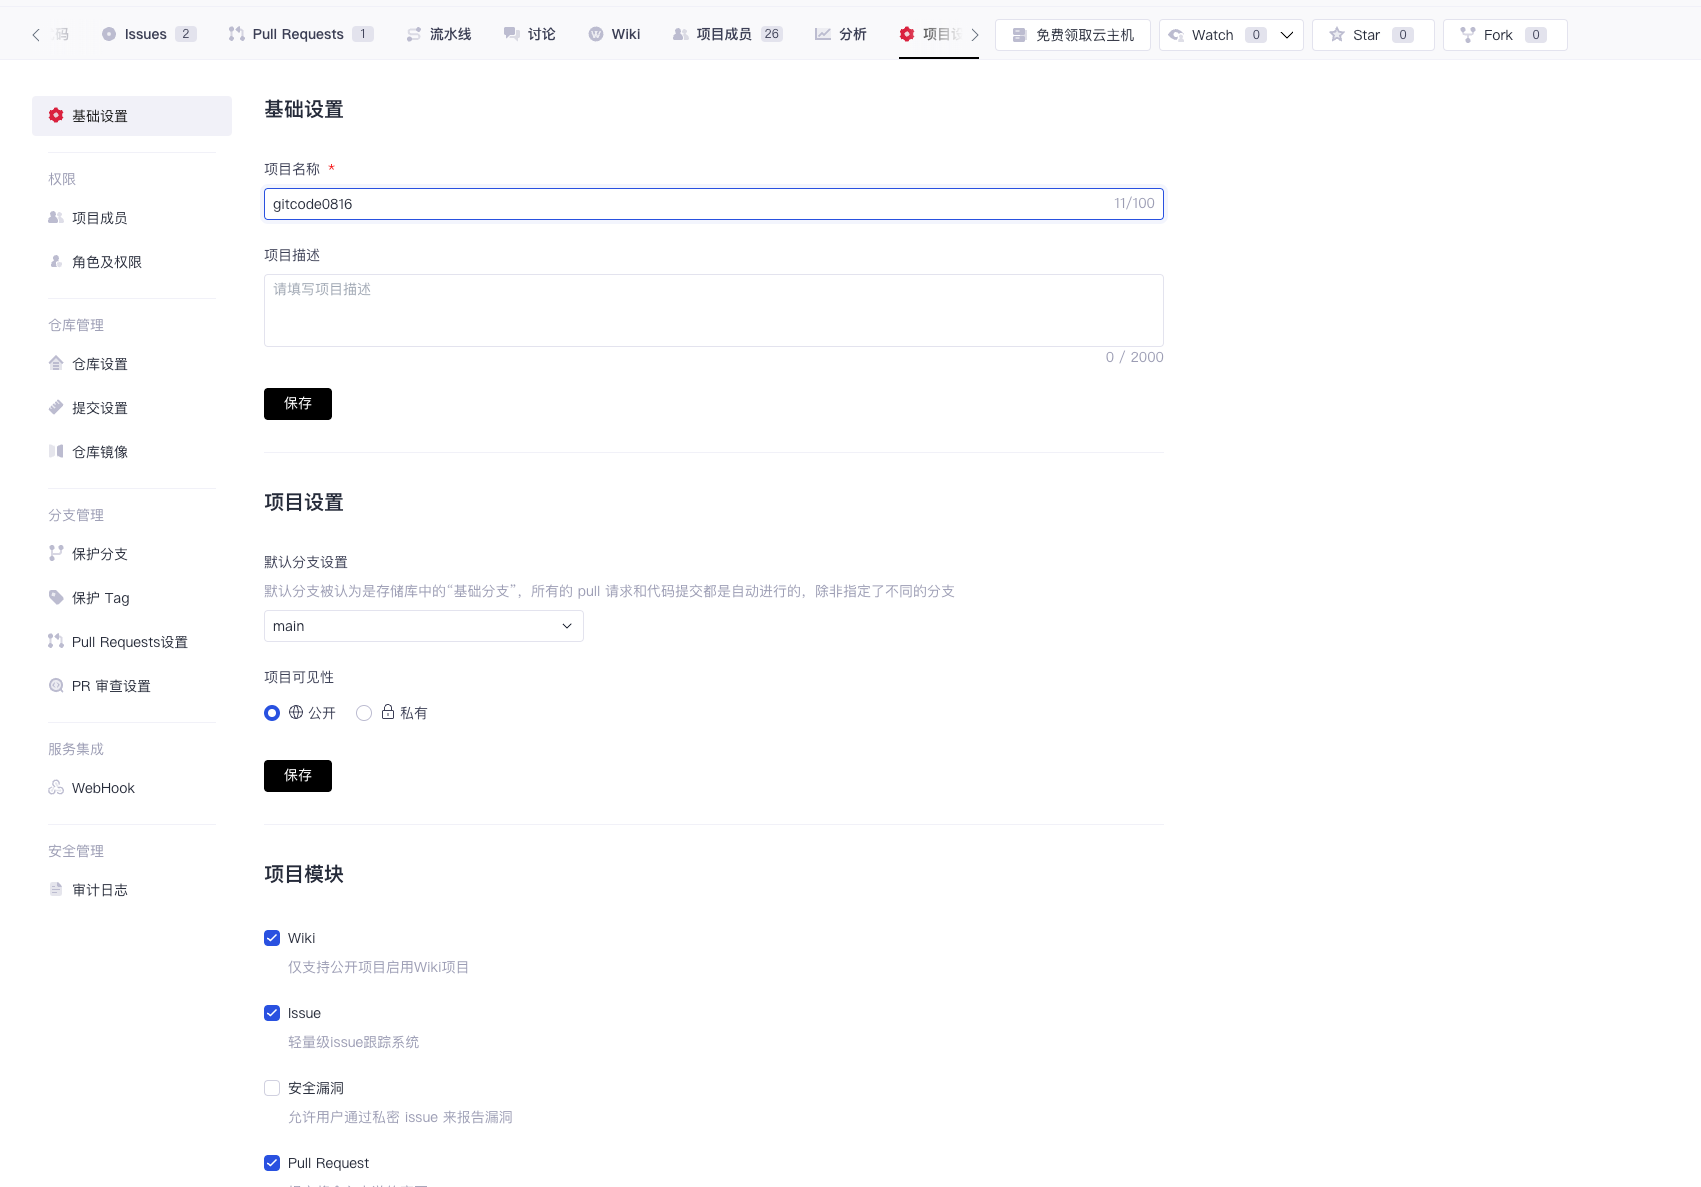 码 Issues 2 Pull Requests 1 流水线 讨论 Wiki 项目成员 26 分析 项目设 免费领取云主机 Watch 0 Star 0 Fork 0
基础设置
权限
项目成员
角色及权限
仓库管理
仓库设置
提交设置
仓库镜像
分支管理
保护分支
保护 Tag
Pull Requests设置
PR 审查设置
服务集成
WebHook
安全管理
审计日志
基础设置
项目名称 *
gitcode0816 11/100
项目描述
请填写项目描述
0 / 2000
保存
项目设置
默认分支设置
默认分支被认为是存储库中的“基础分支”，所有的 pull 请求和代码提交都是自动进行的，除非指定了不同的分支
main
项目可见性
公开 私有
保存
项目模块
Wiki
仅支持公开项目启用Wiki项目
Issue
轻量级issue跟踪系统
安全漏洞
允许用户通过私密 issue 来报告漏洞
Pull Request